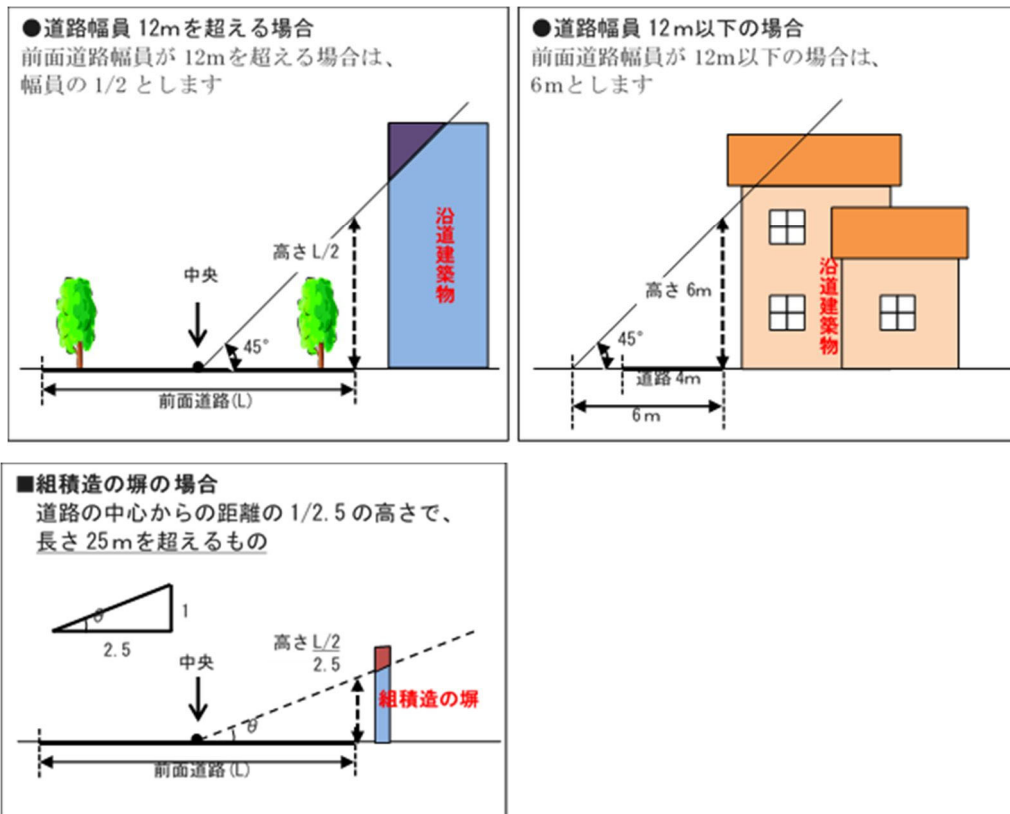 ●道路幅員 12mを超える場合
前面道路幅員が 12mを超える場合は、
幅員の 1/2 とします
高さ L/2
沿道建築物
中央
45°
前面道路(L)
●道路幅員 12m以下の場合
前面道路幅員が 12m以下の場合は、
6mとします
高さ 6m
沿道建築物
45°
道路 4m
6m
■組積造の塀の場合
道路の中心からの距離の 1/2.5 の高さで、
長さ 25mを超えるもの
θ
1
2.5
中央
高さ L/2
2.5
組積造の塀
θ
前面道路(L)